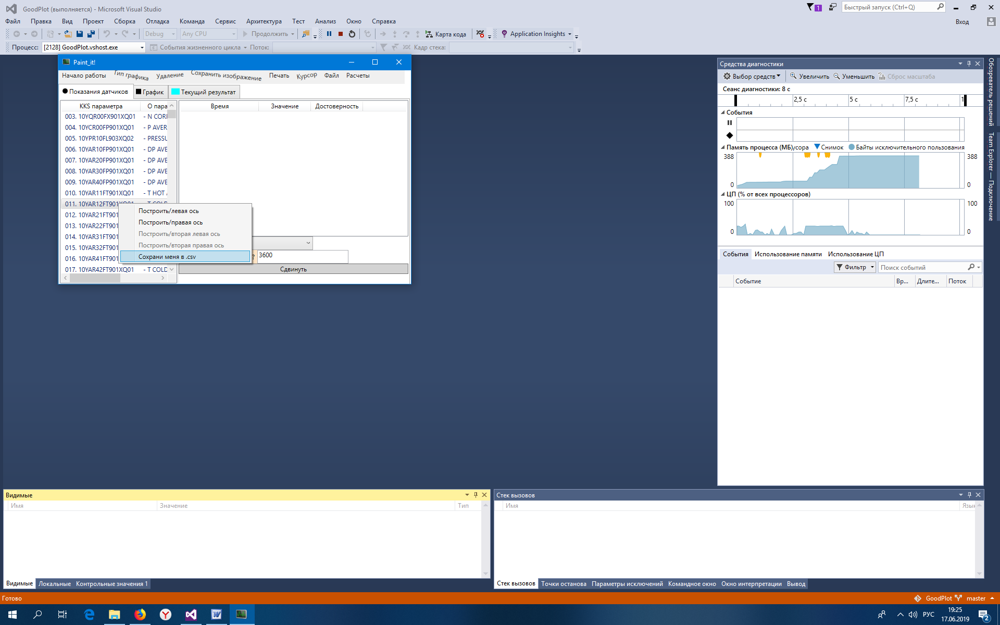 GoodPlot (выполняется) - Microsoft Visual Studio
1
Быстрый запуск (Ctrl+Q)
Файл Правка Вид Проект Сборка Отладка Команда Сервис Архитектура Тест Анализ Окно Справка
Вход
Debug Any CPU Продолжить Карта кода Application Insights
Процесс: [2128] GoodPlot.vshost.exe События жизненного цикла Поток: Кадр стека:
Paint_it!
Начало работы Тип графика Удаление Сохранить изображение Печать Курсор Файл Расчеты
Показания датчиков График Текущий результат
KKS параметра О пара
003. 10YQR00FX901XQ01 - N CORI
004. 10YCR00FP901XQ01 - P AVER
005. 10YPR10FL903XQ02 - PRESSU
006. 10YAR10FP901XQ01 - DP AVE
007. 10YAR20FP901XQ01 - DP AVE
008. 10YAR30FP901XQ01 - DP AVE
009. 10YAR40FP901XQ01 - DP AVE
010. 10YAR11FT901XQ01 - T HOT
011. 10YAR12FT901XQ01 - T COLD
012. 10YAR21FT901
013. 10YAR22FT901
014. 10YAR31FT901
015. 10YAR32FT901
016. 10YAR41FT901
017. 10YAR42FT901XQ01 - T COLD
Время Значение Достоверность
Построить/левая ось
Построить/правая ось
Построить/вторая левая ось
Построить/вторая правая ось
Сохрани меня в .csv
? 3600
Сдвинуть
Средства диагностики
Выбор средств Увеличить Уменьшить Сброс масштаба
Сеанс диагностики: 8 с
2,5 с 5 с 7,5 с 1
События
Память процесса (МБ)/сора Снимок Байты исключительного пользования
388 388
0 0
ЦП (% от всех процессоров)
100 100
0 0
События Использование памяти Использование ЦП
Фильтр Поиск событий
Событие Вр... Длите... Поток
Обозреватель решений
Team Explorer — Подключение
Видимые
Имя Значение Тип
Видимые Локальные Контрольные значения 1
Стек вызовов
Имя Язык
Стек вызовов Точки останова Параметры исключений Командное окно Окно интерпретации Вывод
Готово
GoodPlot master
РУС
19:25
17.06.2019
2